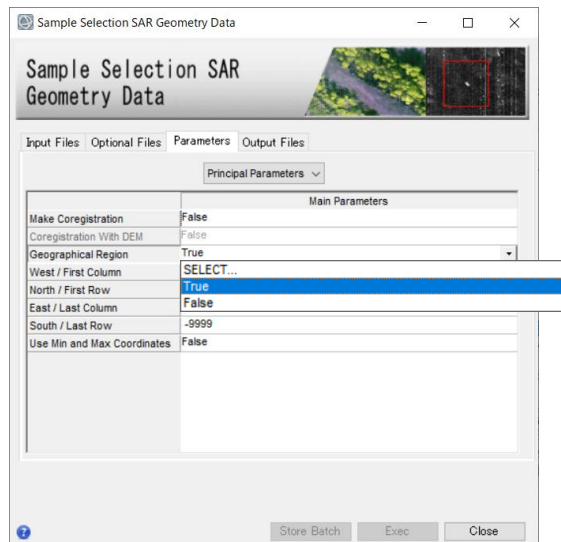 Sample Selection SAR Geometry Data
Sample Selection SAR
Geometry Data
Input Files Optional Files Parameters Output Files
Principal Parameters
Main Parameters
Make Coregistration False
Coregistration With DEM False
Geographical Region True
West / First Column SELECT...
North / First Row True
East / Last Column False
South / Last Row -9999
Use Min and Max Coordinates False
Store Batch Exec Close